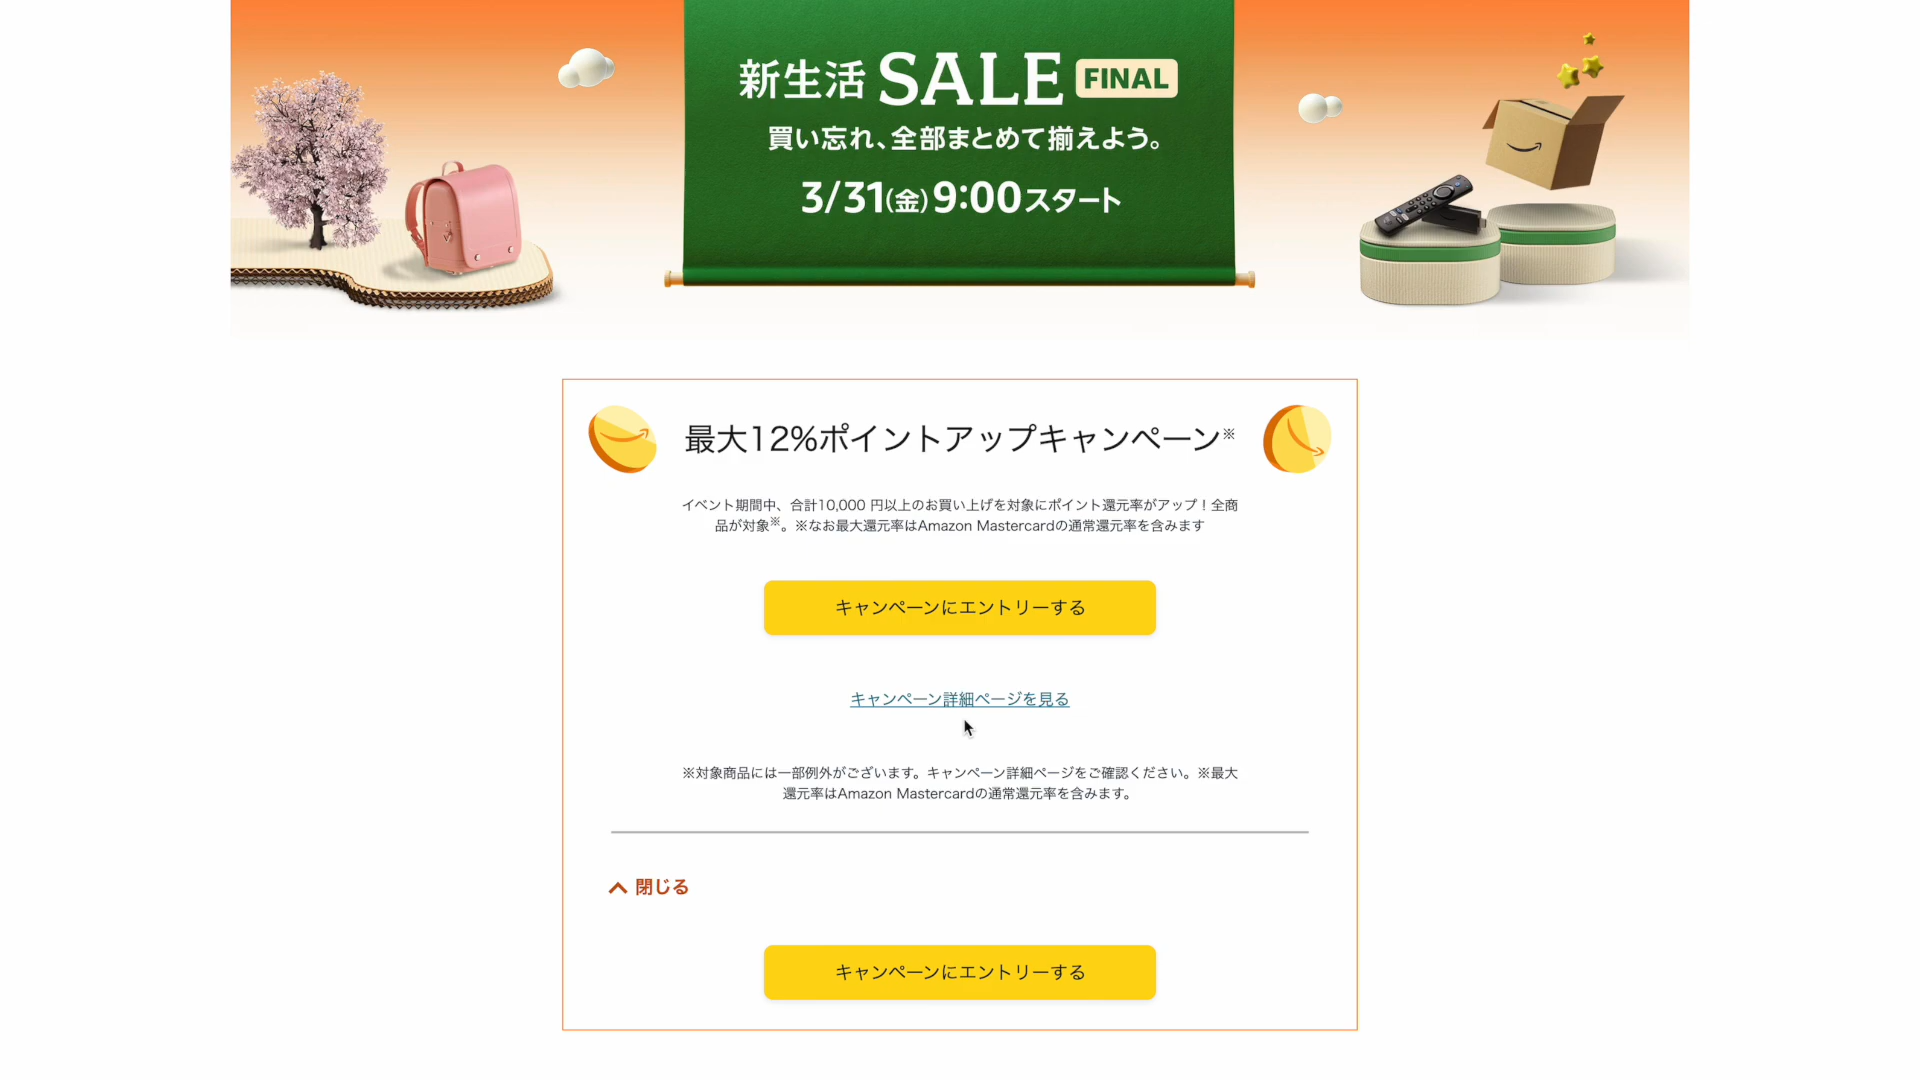 新生活 SALE FINAL
買い忘れ、全部まとめて揃えよう。
3/31(金)9:00スタート
最大12%ポイントアップキャンペーン※
イベント期間中、合計10,000 円以上のお買い上げを対象にポイント還元率がアップ！全商
品が対象※。※なお最大還元率はAmazon Mastercardの通常還元率を含みます
キャンペーンにエントリーする
キャンペーン詳細ページを見る
※対象商品には一部例外がございます。キャンペーン詳細ページをご確認ください。※最大
還元率はAmazon Mastercardの通常還元率を含みます。
閉じる
キャンペーンにエントリーする